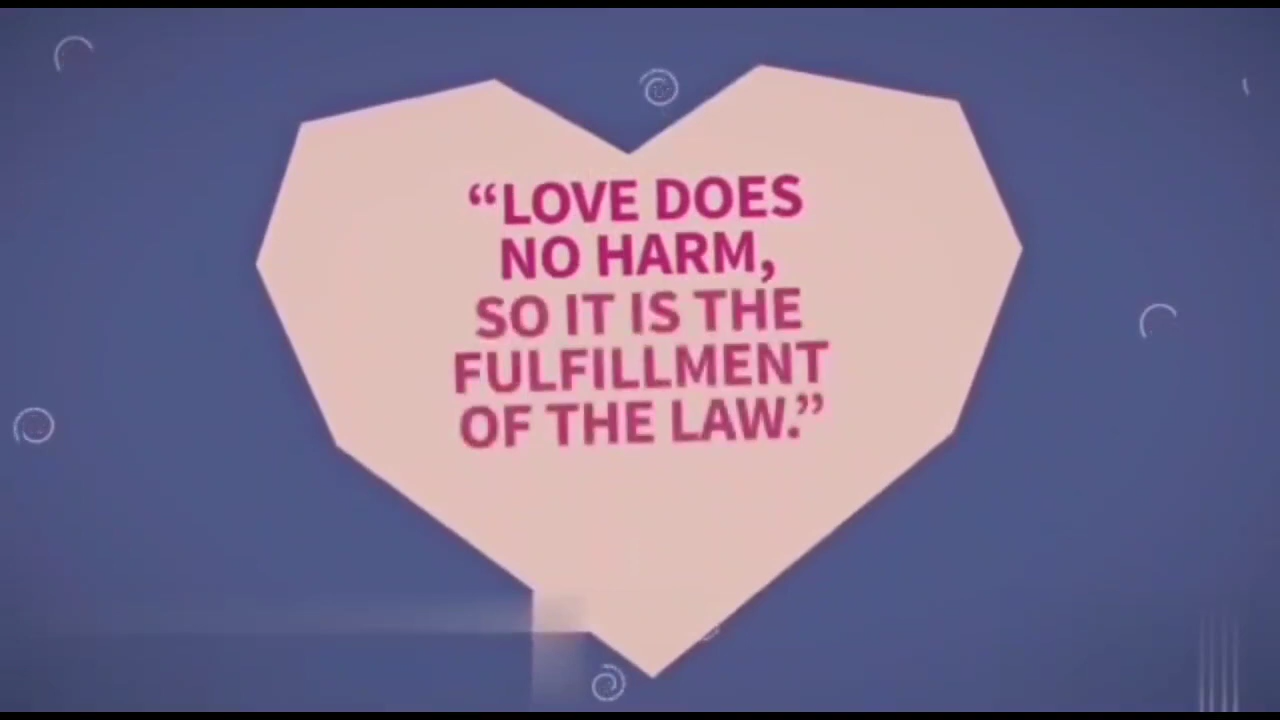 “LOVE DOES
NO HARM,
SO IT IS THE
FULFILLMENT
OF THE LAW.”